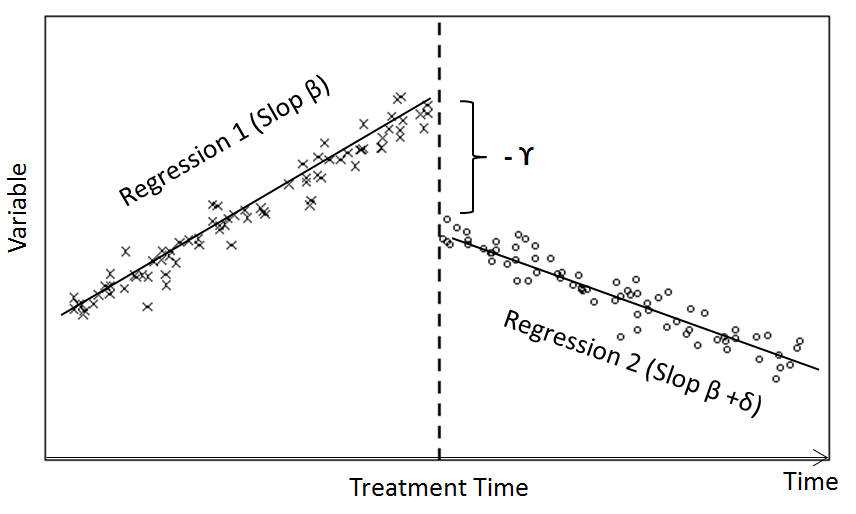 Regression 1 (Slop β)
- ϒ
Variable
Regression 2 (Slop β +δ)
Treatment Time
Time